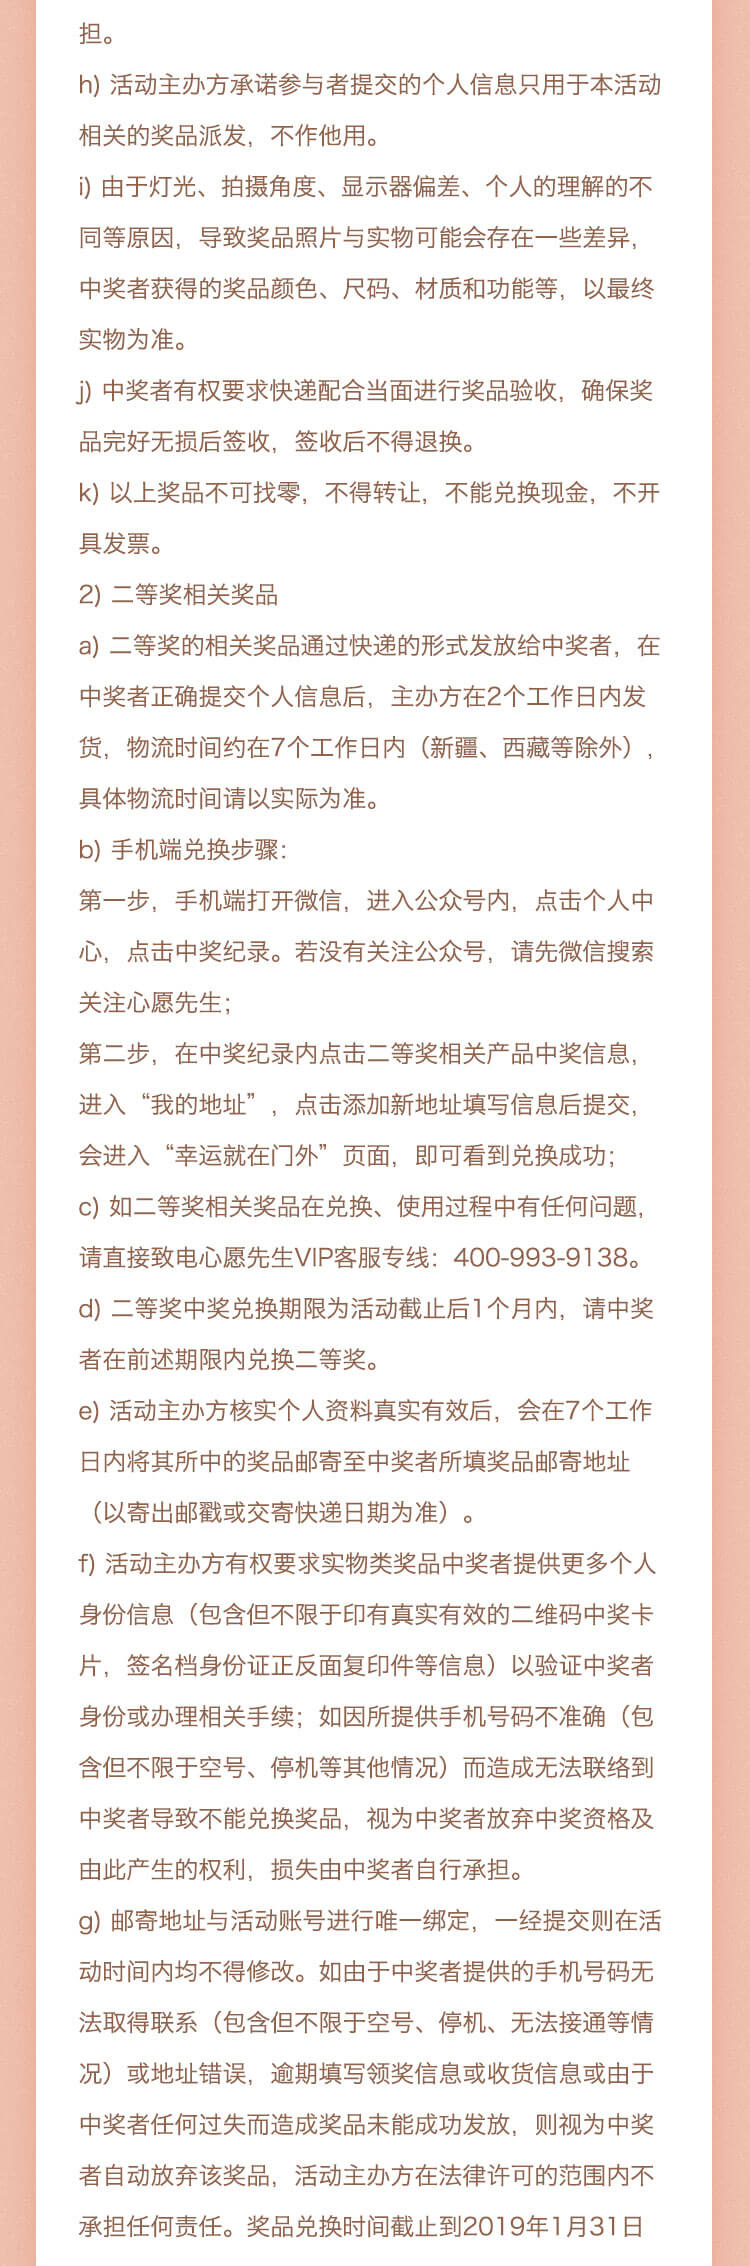 担。
h) 活动主办方承诺参与者提交的个人信息只用于本活动
相关的奖品派发，不作他用。
i) 由于灯光、拍摄角度、显示器偏差、个人的理解的不
同等原因，导致奖品照片与实物可能会存在一些差异，
中奖者获得的奖品颜色、尺码、材质和功能等，以最终
实物为准。
j) 中奖者有权要求快递配合当面进行奖品验收，确保奖
品完好无损后签收，签收后不得退换。
k) 以上奖品不可找零，不得转让，不能兑换现金，不开
具发票。
2) 二等奖相关奖品
a) 二等奖的相关奖品通过快递的形式发放给中奖者，在
中奖者正确提交个人信息后，主办方在2个工作日内发
货，物流时间约在7个工作日内（新疆、西藏等除外），
具体物流时间请以实际为准。
b) 手机端兑换步骤：
第一步，手机端打开微信，进入公众号内，点击个人中
心，点击中奖纪录。若没有关注公众号，请先微信搜索
关注心愿先生；
第二步，在中奖纪录内点击二等奖相关产品中奖信息，
进入“我的地址”，点击添加新地址填写信息后提交，
会进入“幸运就在门外”页面，即可看到兑换成功；
c) 如二等奖相关奖品在兑换、使用过程中有任何问题，
请直接致电心愿先生VIP客服专线：400-993-9138。
d) 二等奖中奖兑换期限为活动截止后1个月内，请中奖
者在前述期限内兑换二等奖。
e) 活动主办方核实个人资料真实有效后，会在7个工作
日内将其所中的奖品邮寄至中奖者所填奖品邮寄地址
（以寄出邮戳或交寄快递日期为准）。
f) 活动主办方有权要求实物类奖品中奖者提供更多个人
身份信息（包含但不限于印有真实有效的二维码中奖卡
片，签名档身份证正反面复印件等信息）以验证中奖者
身份或办理相关手续；如因所提供手机号码不准确（包
含但不限于空号、停机等其他情况）而造成无法联络到
中奖者导致不能兑换奖品，视为中奖者放弃中奖资格及
由此产生的权利，损失由中奖者自行承担。
g) 邮寄地址与活动账号进行唯一绑定，一经提交则在活
动时间内均不得修改。如由于中奖者提供的手机号码无
法取得联系（包含但不限于空号、停机、无法接通等情
况）或地址错误，逾期填写领奖信息或收货信息或由于
中奖者任何过失而造成奖品未能成功发放，则视为中奖
者自动放弃该奖品，活动主办方在法律许可的范围内不
承担任何责任。奖品兑换时间截止到2019年1月31日